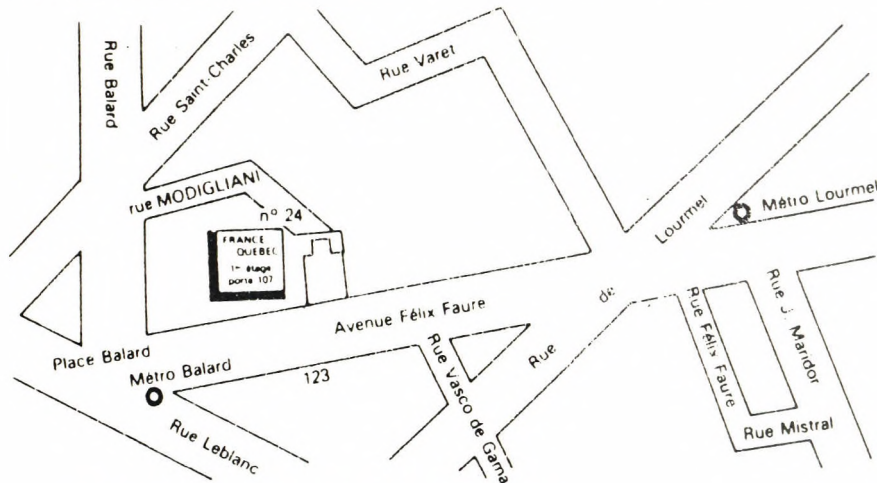 Rue Balard
Rue Saint-Charles
Rue Varet
rue MODIGLIANI
n° 24
FRANCE
QUEBEC
1er étage
porte 107
Métro Lourmel
Rue de Lourmel
Avenue Félix Faure
Place Balard
Métro Balard
123
Rue Leblanc
Rue Vasco de Gama
Rue Félix Faure
Rue J. Maridor
Rue Mistral